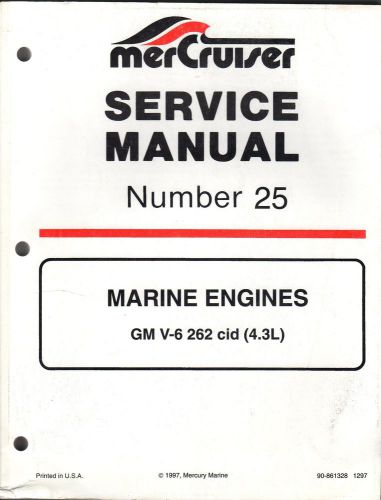 merCruiser
SERVICE
MANUAL
Number 25
MARINE ENGINES
GM V-6 262 cid (4.3L)
Printed in U.S.A. © 1997, Mercury Marine 90-861328 1297